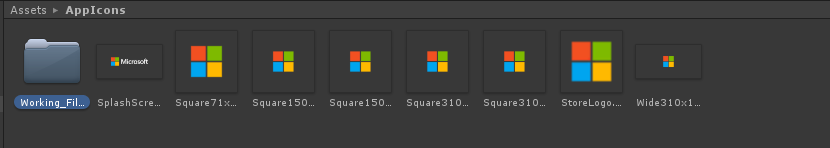 Assets ▸ AppIcons
Microsoft
Working_Fil...
SplashScre...
Square71x...
Square150...
Square150...
Square310...
Square310...
StoreLogo....
Wide310x1...